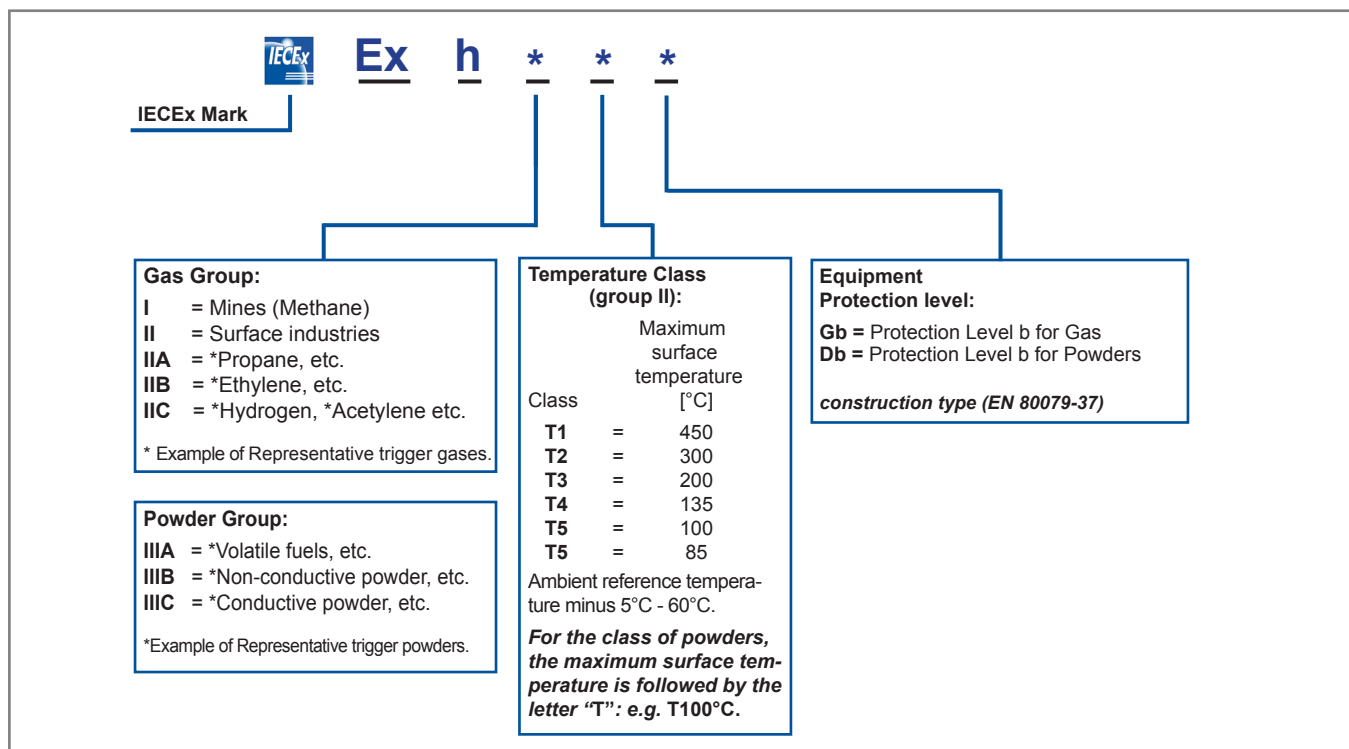 IECEx Ex h * * *
IECEx Mark
Gas Group:
I = Mines (Methane)
II = Surface industries
IIA = *Propane, etc.
IIB = *Ethylene, etc.
IIC = *Hydrogen, *Acetylene etc.
* Example of Representative trigger gases.
Powder Group:
IIIA = *Volatile fuels, etc.
IIIB = *Non-conductive powder, etc.
IIIC = *Conductive powder, etc.
*Example of Representative trigger powders.
Temperature Class
(group II):
Maximum
surface
temperature
Class [°C]
T1 = 450
T2 = 300
T3 = 200
T4 = 135
T5 = 100
T5 = 85
Ambient reference tempera-
ture minus 5°C - 60°C.
For the class of powders,
the maximum surface tem-
perature is followed by the
letter “T”: e.g. T100°C.
Equipment
Protection level:
Gb = Protection Level b for Gas
Db = Protection Level b for Powders
construction type (EN 80079-37)